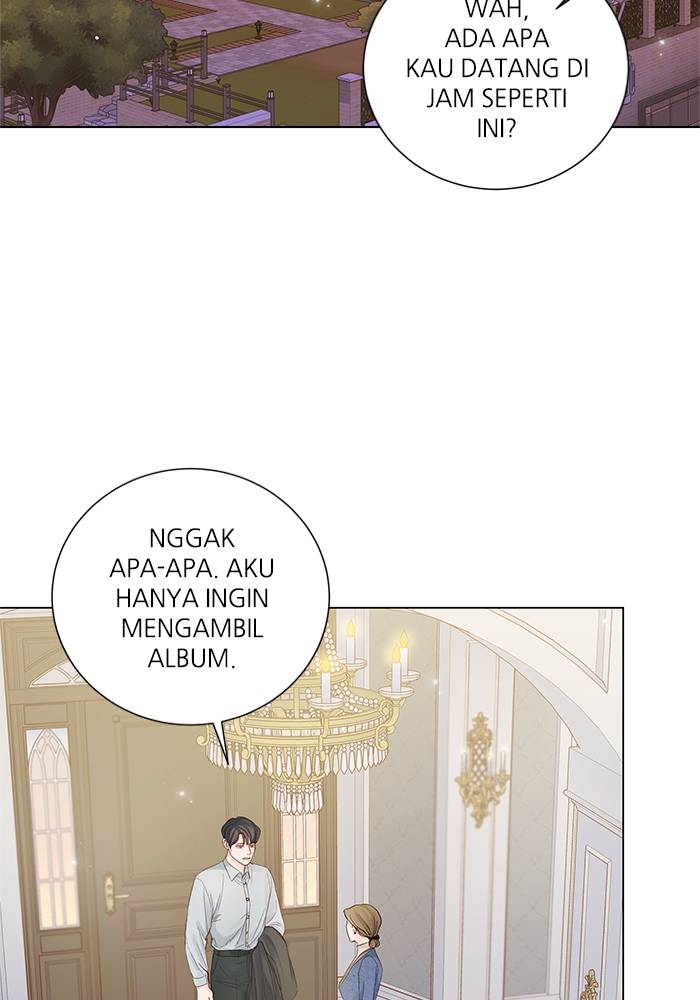 WAH,
ADA APA
KAU DATANG DI
JAM SEPERTI
INI?
NGGAK
APA-APA. AKU
HANYA INGIN
MENGAMBIL
ALBUM.